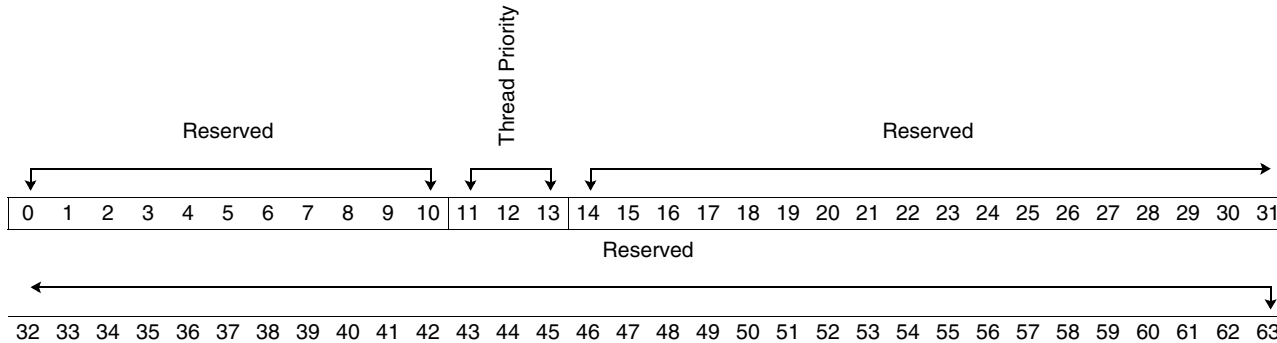 Thread Priority
Reserved Reserved
0 1 2 3 4 5 6 7 8 9 10 11 12 13 14 15 16 17 18 19 20 21 22 23 24 25 26 27 28 29 30 31
Reserved
32 33 34 35 36 37 38 39 40 41 42 43 44 45 46 47 48 49 50 51 52 53 54 55 56 57 58 59 60 61 62 63